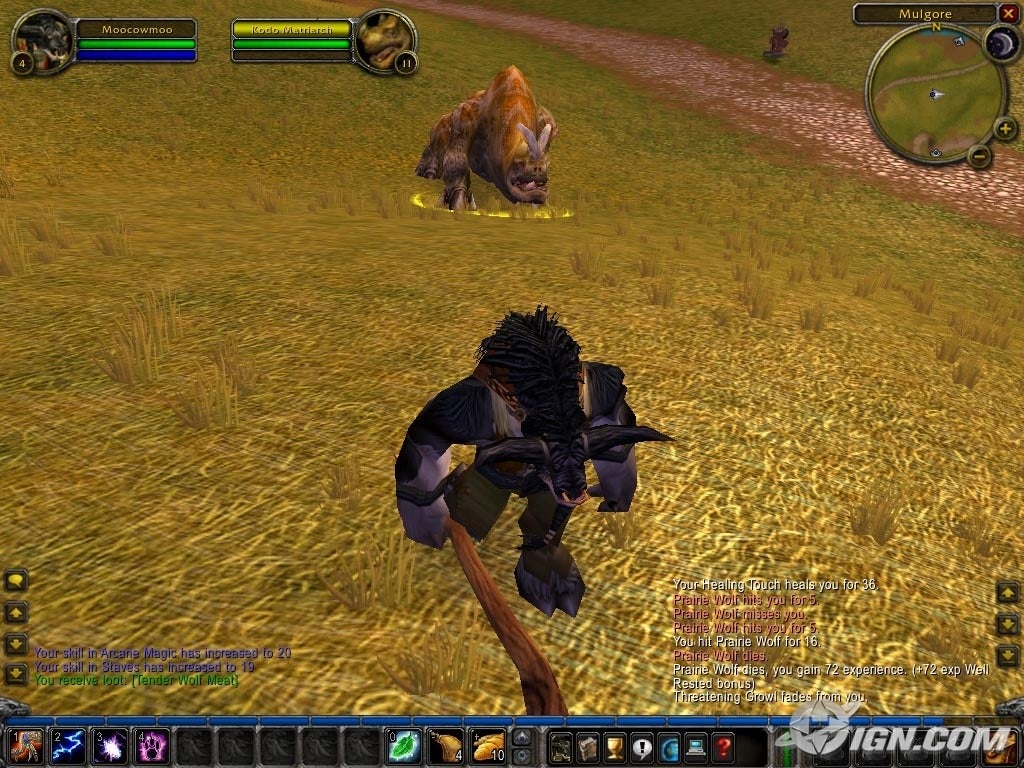 Moocowmoo
4
Kodo Matriarch
11
Mulgore
N
Your Healing Touch heals you for 36.
Prairie Wolf hits you for 5.
Prairie Wolf misses you.
Prairie Wolf hits you for 5.
You hit Prairie Wolf for 16.
Prairie Wolf dies.
Prairie Wolf dies, you gain 72 experience. (+72 exp Well
Rested bonus)
Threatening Growl fades from you.
Your skill in Arcane Magic has increased to 20
Your skill in Staves has increased to 19
You receive loot: [Tender Wolf Meat]
1 2 3 4 0 - 4 10
IGN.COM